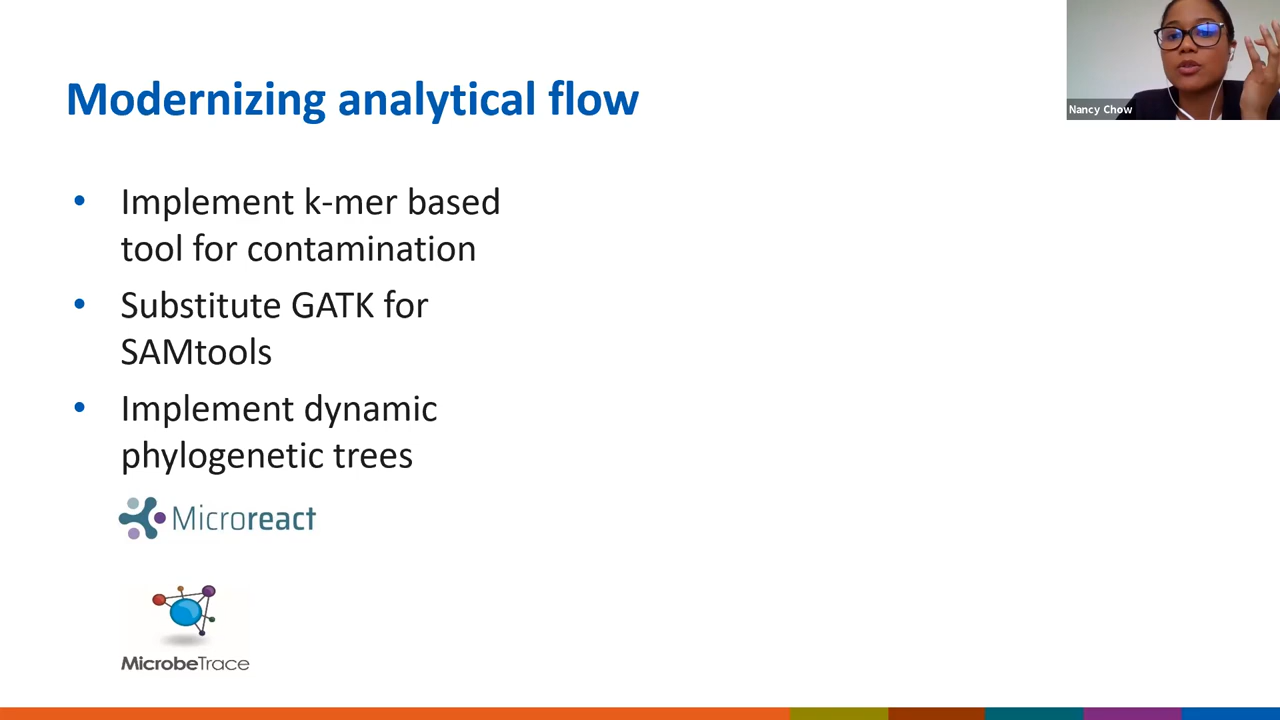 Modernizing analytical flow
Nancy Chow
• Implement k-mer based
tool for contamination
• Substitute GATK for
SAMtools
• Implement dynamic
phylogenetic trees
Microreact
MicrobeTrace